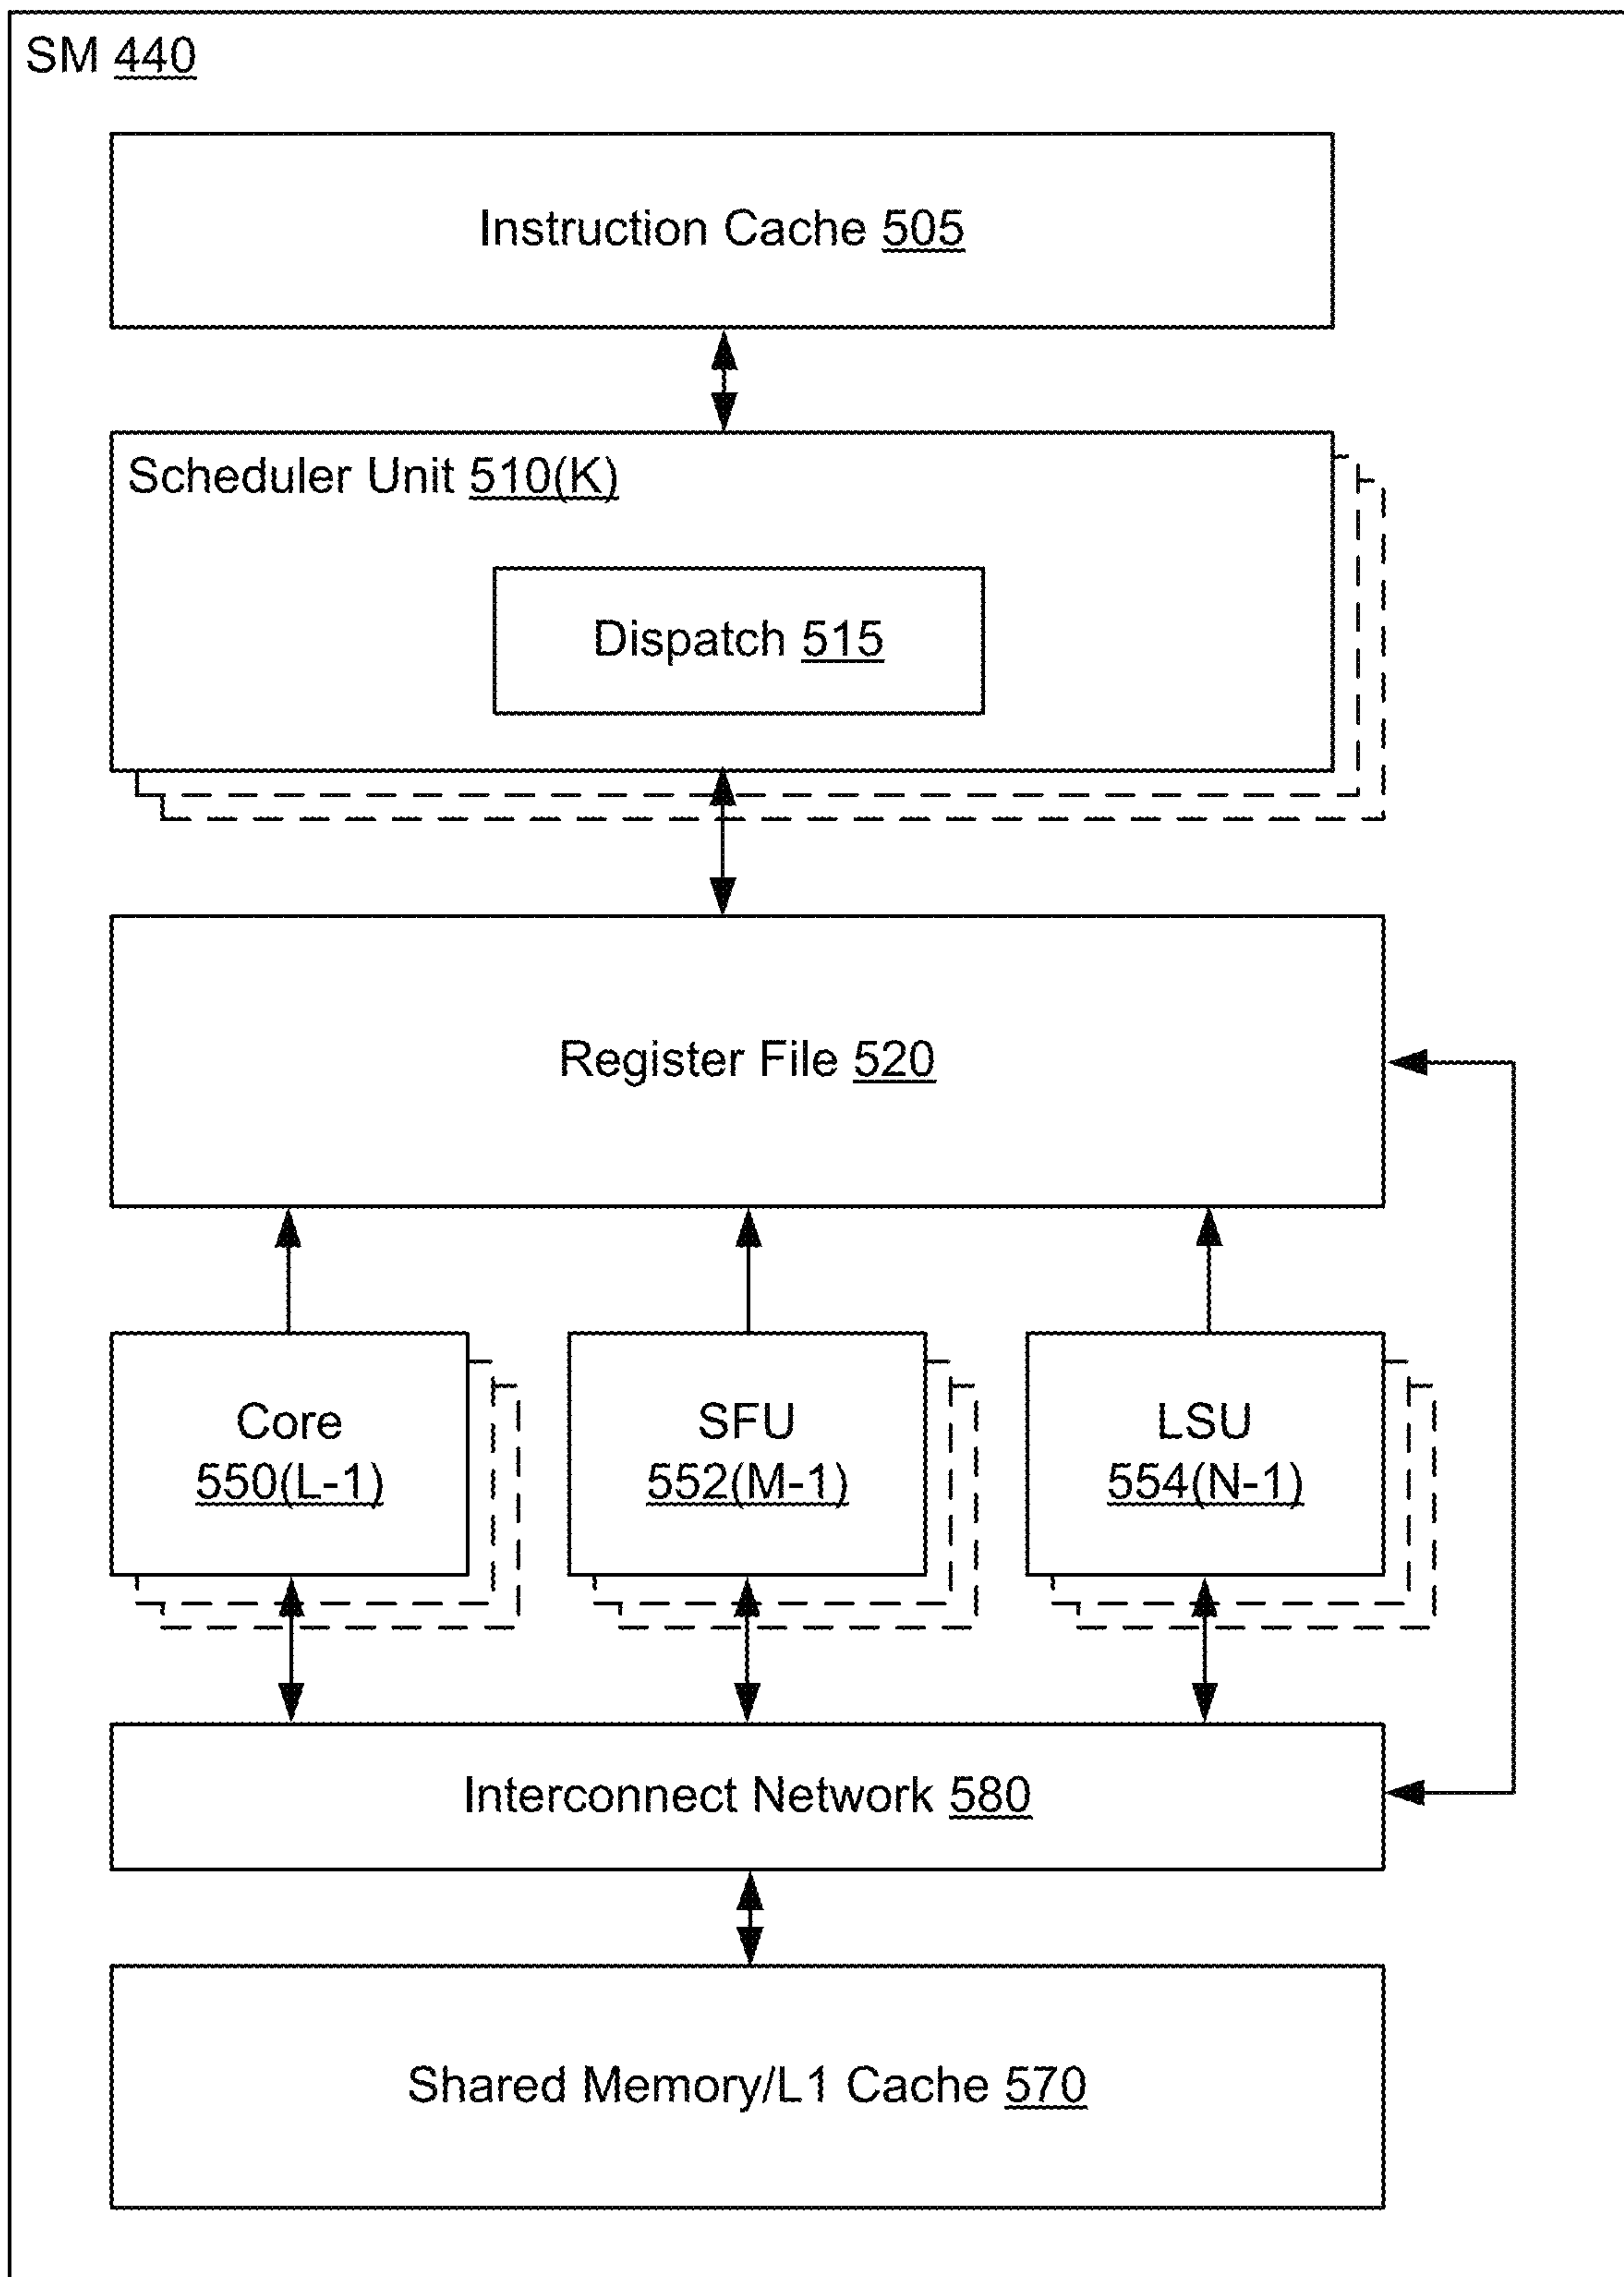 SM 440
Instruction Cache 505
Scheduler Unit 510(K)
Dispatch 515
Register File 520
Core
550(L-1)
SFU
552(M-1)
LSU
554(N-1)
Interconnect Network 580
Shared Memory/L1 Cache 570